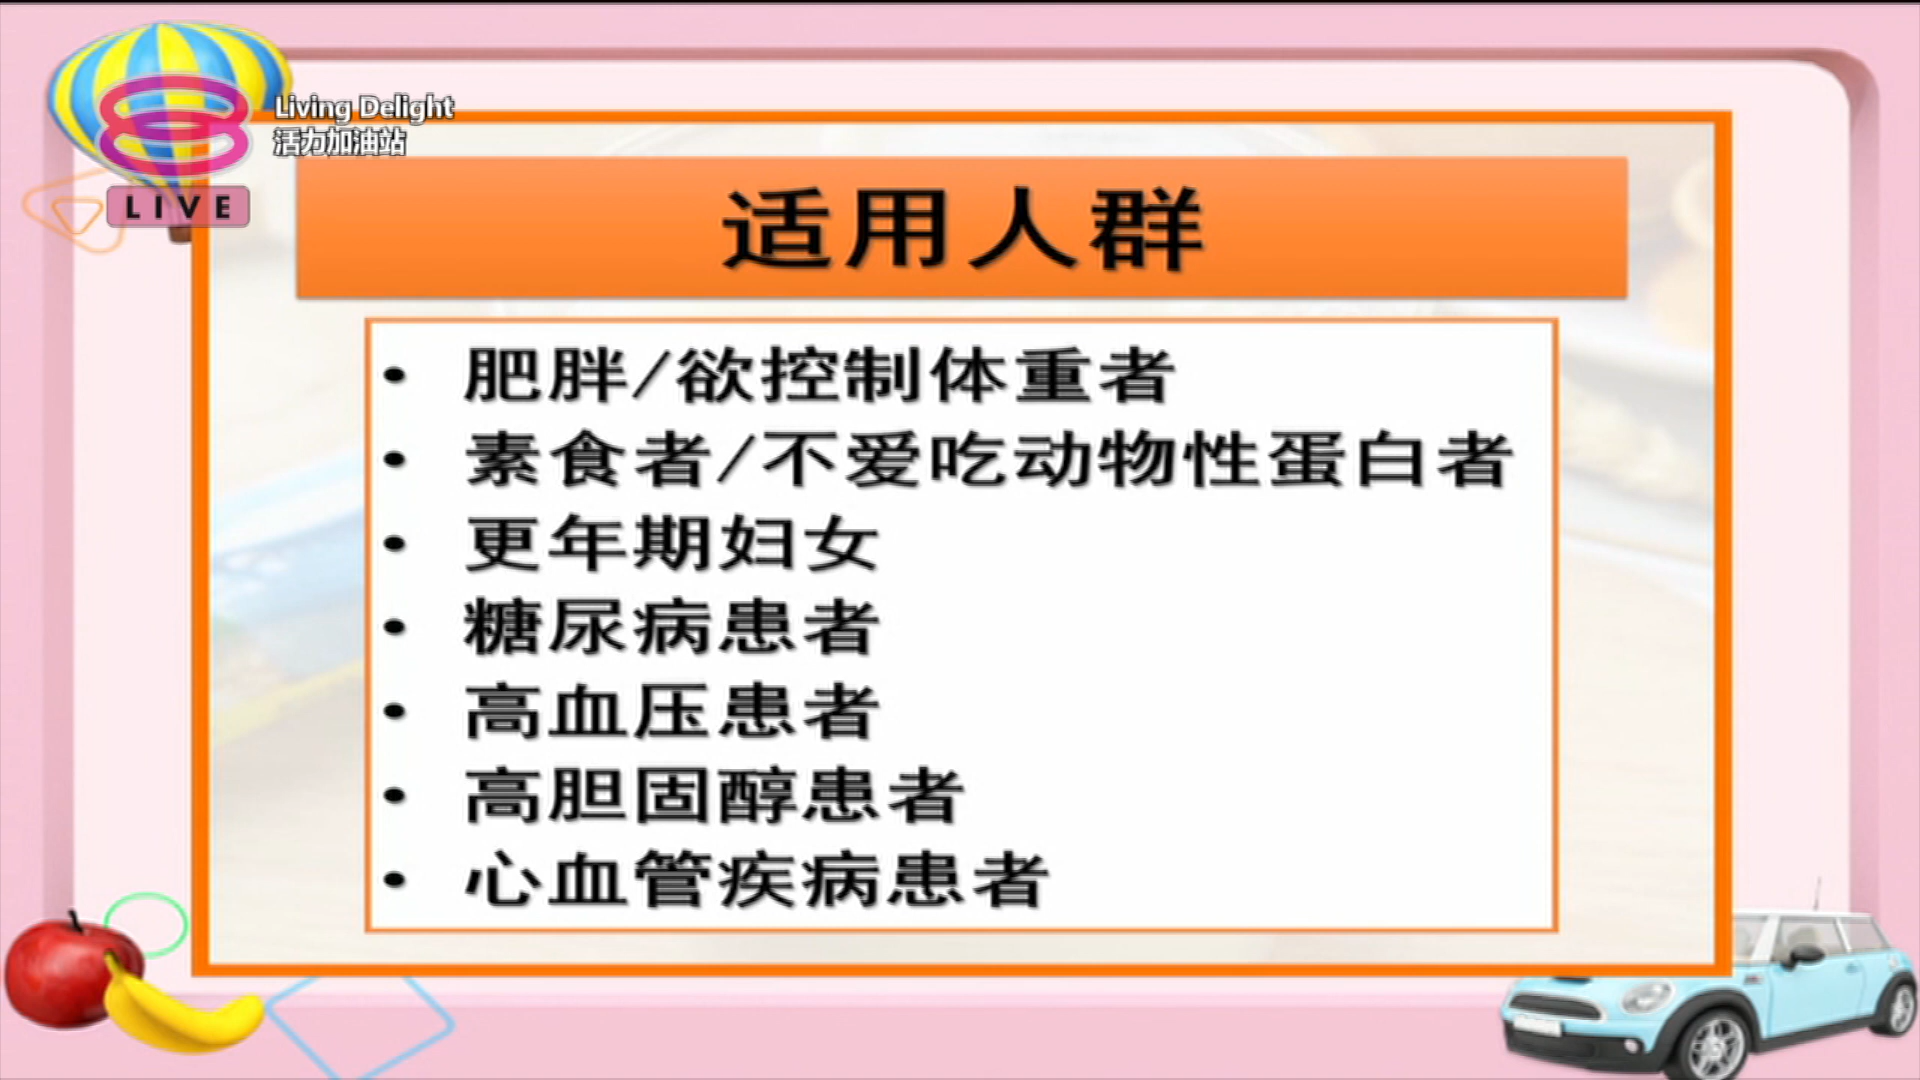 Living Delight
活力加油站
LIVE
适用人群
• 肥胖/欲控制体重者
• 素食者/不爱吃动物性蛋白者
• 更年期妇女
• 糖尿病患者
• 高血压患者
• 高胆固醇患者
• 心血管疾病患者